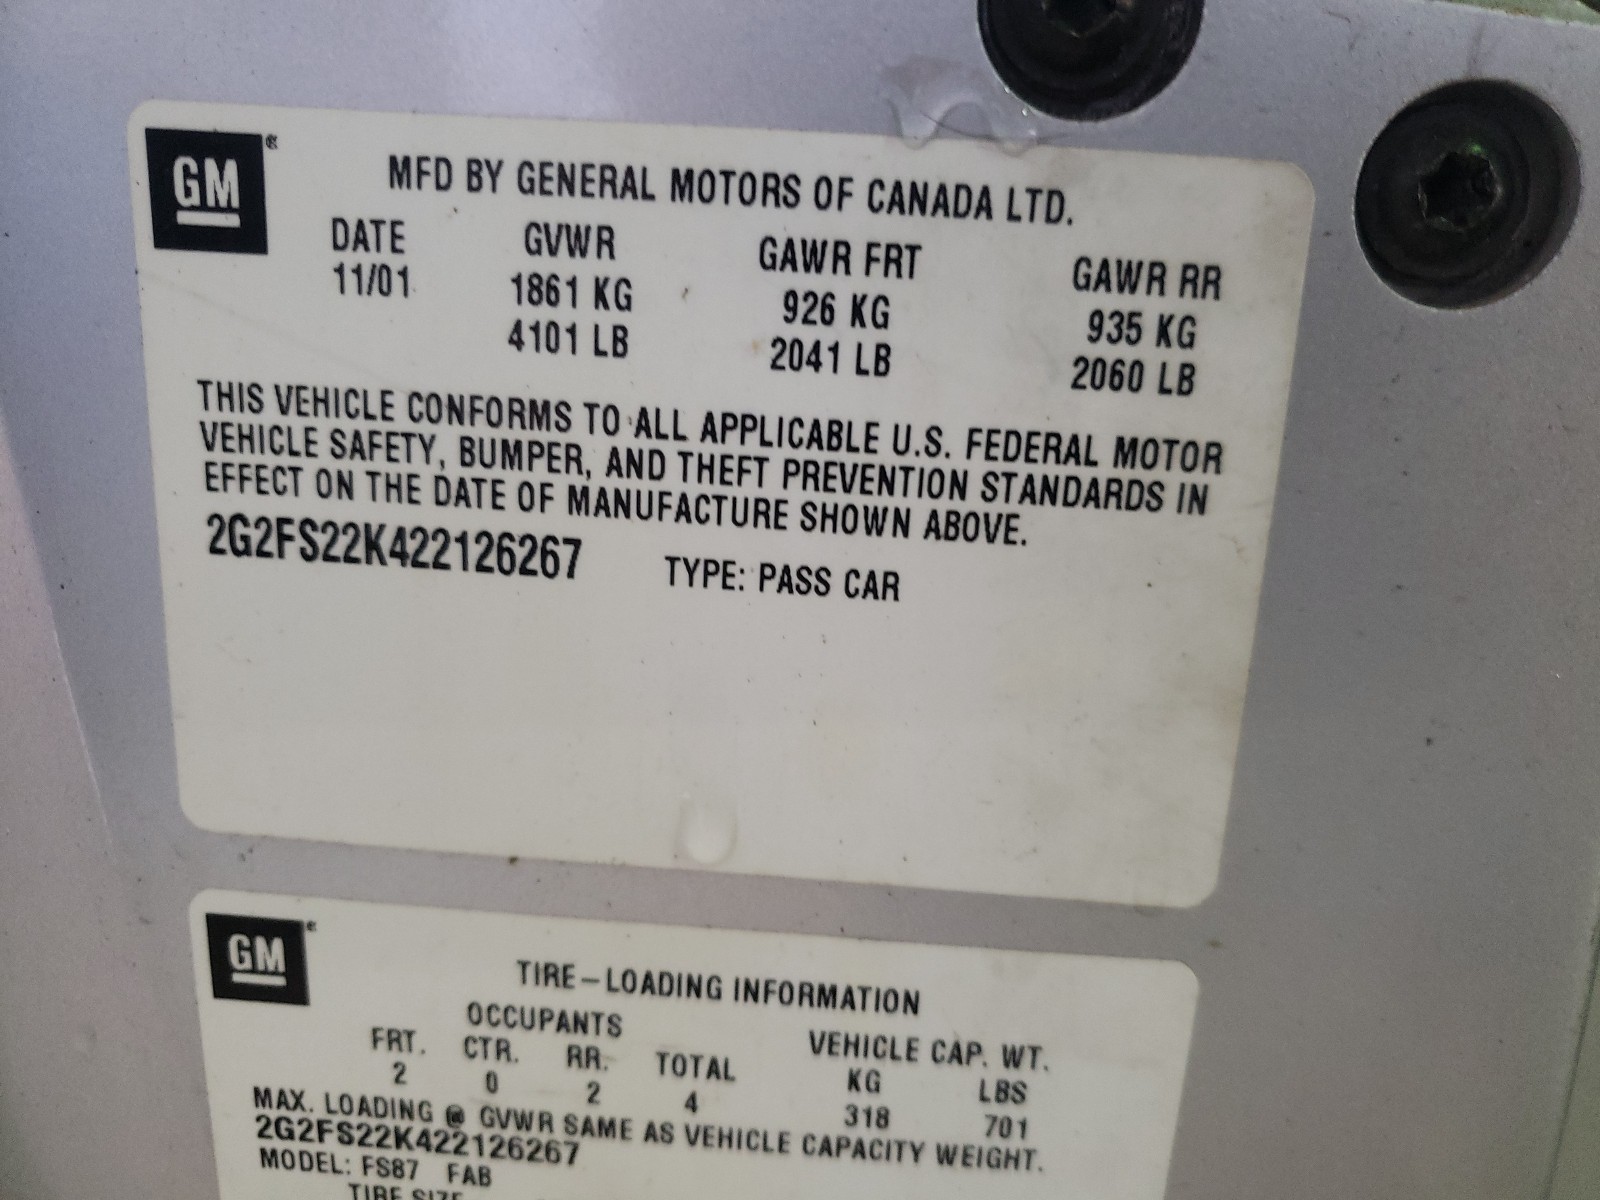 GM
MFD BY GENERAL MOTORS OF CANADA LTD.
DATE GVWR GAWR FRT GAWR RR
11/01 1861 KG 926 KG 935 KG
4101 LB 2041 LB 2060 LB
THIS VEHICLE CONFORMS TO ALL APPLICABLE U.S. FEDERAL MOTOR
VEHICLE SAFETY, BUMPER, AND THEFT PREVENTION STANDARDS IN
EFFECT ON THE DATE OF MANUFACTURE SHOWN ABOVE.
2G2FS22K422126267 TYPE: PASS CAR
GM
TIRE-LOADING INFORMATION
OCCUPANTS VEHICLE CAP. WT.
FRT. CTR. RR. TOTAL KG LBS
2 0 2 4 318 701
MAX. LOADING @ GVWR SAME AS VEHICLE CAPACITY WEIGHT.
2G2FS22K422126267
MODEL: FS87 FAB
TIRE SIZE